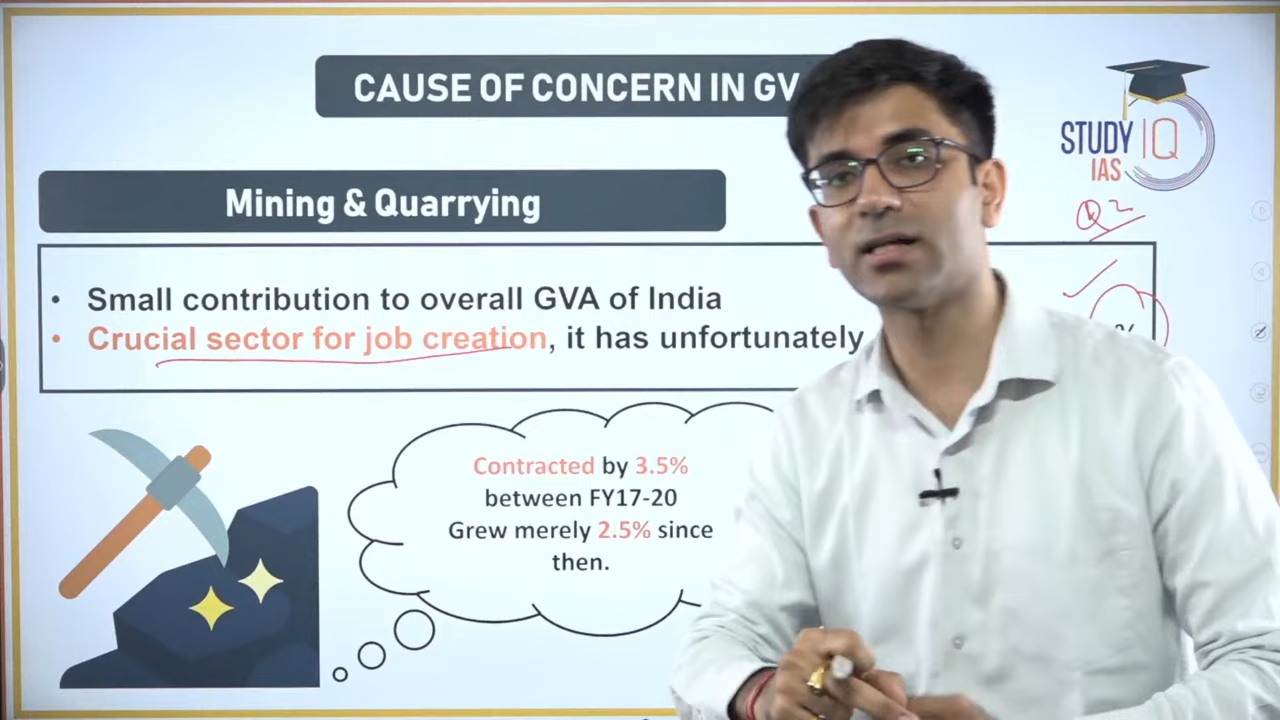 CAUSE OF CONCERN IN GV
STUDY IQ
IAS
Mining & Quarrying
Q2
• Small contribution to overall GVA of India
• Crucial sector for job creation, it has unfortunately
%
Contracted by 3.5%
between FY17-20
Grew merely 2.5% since
then.